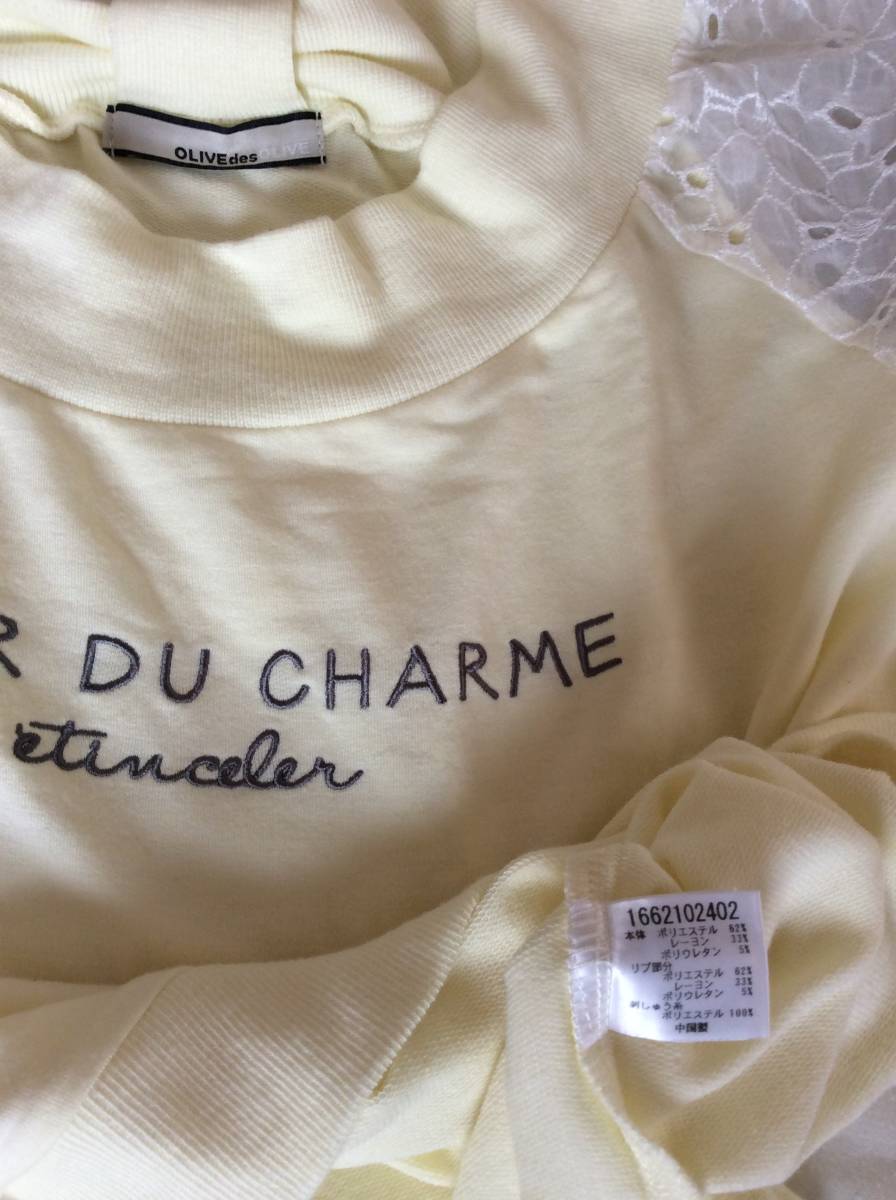 OLIVEdesOLIVE
R DU CHARME
étinceler
1662102402
本体 ポリエステル 62%
レーヨン 33%
ポリウレタン 5%
リブ部分
ポリエステル 62%
レーヨン 33%
ポリウレタン 5%
刺しゅう糸
ポリエステル 100%
中国製